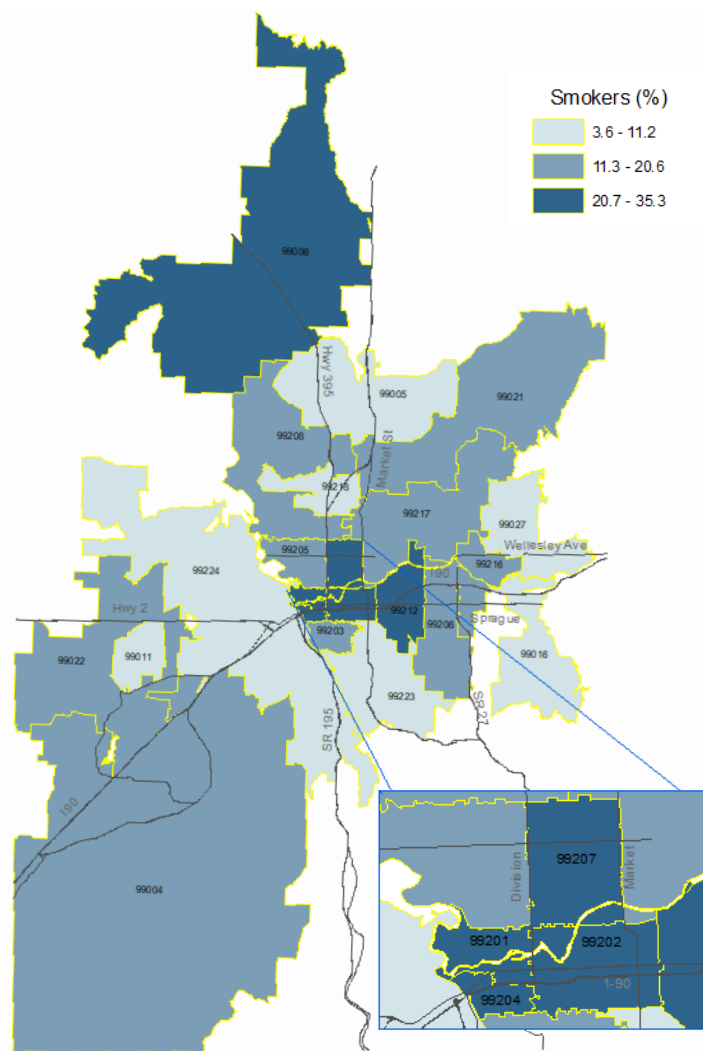 Smokers (%)
3.6 - 11.2
11.3 - 20.6
20.7 - 35.3
99006
Hwy 395
99005
99021
99208
Market St
99218
99217
99027
Wellesley Ave
99205
99216
99224
I90
Hwy 2
99212
Sprague
99203
99206
99011
99022
99016
99223
SR 195
SR 27
I90
99004
99207
Division
Market
99201
99202
1-90
99204